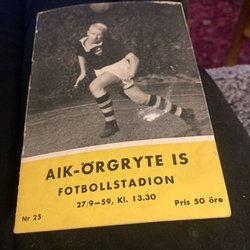 AIK-ÖRGRYTE IS
FOTBOLLSTADION
27/9—59, Kl. 13.30
Nr 25
Pris 50 öre